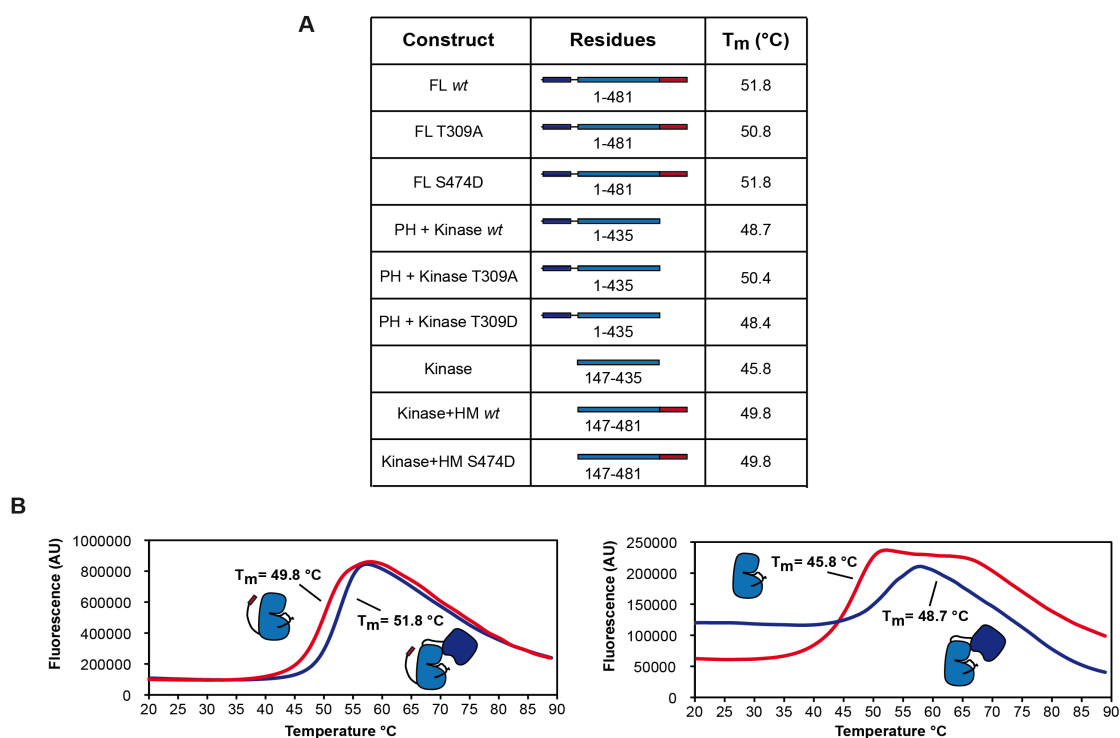 A
Construct Residues Tm (°C)
FL wt 1-481 51.8
FL T309A 1-481 50.8
FL S474D 1-481 51.8
PH + Kinase wt 1-435 48.7
PH + Kinase T309A 1-435 50.4
PH + Kinase T309D 1-435 48.4
Kinase 147-435 45.8
Kinase+HM wt 147-481 49.8
Kinase+HM S474D 147-481 49.8
B
Fluorescence (AU)
1000000
800000
600000
400000
200000
0
Tm= 49.8 °C
Tm= 51.8 °C
20 25 30 35 40 45 50 55 60 65 70 75 80 85 90
Temperature °C
Fluorescence (AU)
250000
200000
150000
100000
50000
0
Tm= 45.8 °C
Tm= 48.7 °C
20 25 30 35 40 45 50 55 60 65 70 75 80 85 90
Temperature °C